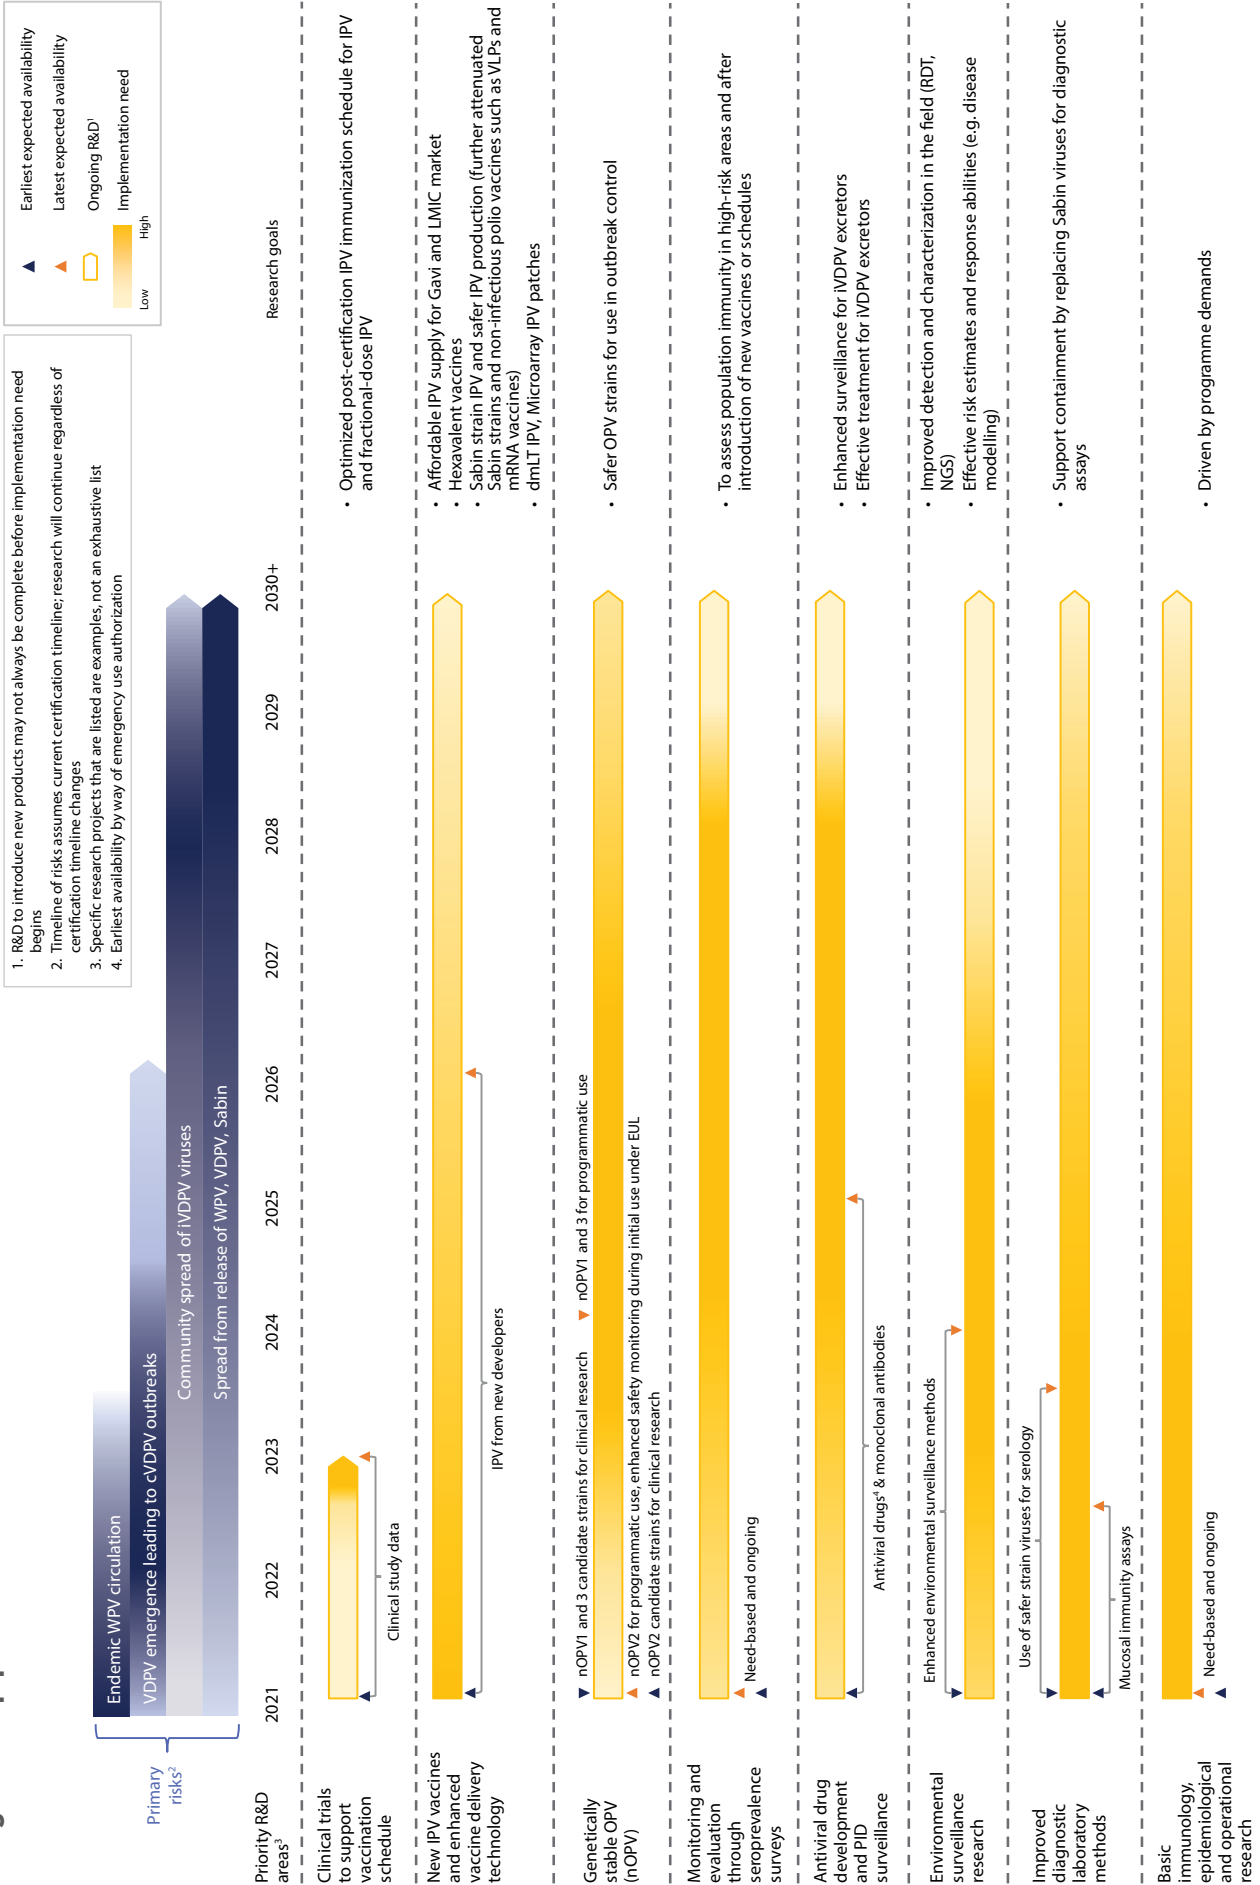 Primary
risks2
Endemic WPV circulation
VDPV emergence leading to cVDPV outbreaks
Community spread of iVDPV viruses
Spread from release of WPV, VDPV, Sabin
1. R&D to introduce new products may not always be complete before implementation need
begins
2. Timeline of risks assumes current certification timeline; research will continue regardless of
certification timeline changes
3. Specific research projects that are listed are examples, not an exhaustive list
4. Earliest availability by way of emergency use authorization
Earliest expected availability
Latest expected availability
Ongoing R&D1
Implementation need
Low
High
Priority R&D
areas3
2021
2022
2023
2024
2025
2026
2027
2028
2029
2030+
Research goals
Clinical trials
to support
vaccination
schedule
Clinical study data
• Optimized post-certification IPV immunization schedule for IPV
and fractional-dose IPV
New IPV vaccines
and enhanced
vaccine delivery
technology
IPV from new developers
• Affordable IPV supply for Gavi and LMIC market
• Hexavalent vaccines
• Sabin strain IPV and safer IPV production (further attenuated
Sabin strains and non-infectious polio vaccines such as VLPs and
mRNA vaccines)
• dmLT IPV, Microarray IPV patches
Genetically
stable OPV
(nOPV)
nOPV1 and 3 candidate strains for clinical research
nOPV1 and 3 for programmatic use
nOPV2 for programmatic use, enhanced safety monitoring during initial use under EUL
nOPV2 candidate strains for clinical research
• Safer OPV strains for use in outbreak control
Monitoring and
evaluation
through
seroprevalence
surveys
Need-based and ongoing
• To assess population immunity in high-risk areas and after
introduction of new vaccines or schedules
Antiviral drug
development
and PID
surveillance
Antiviral drugs4 & monoclonal antibodies
• Enhanced surveillance for iVDPV excretors
• Effective treatment for iVDPV excretors
Environmental
surveillance
research
Enhanced environmental surveillance methods
• Improved detection and characterization in the field (RDT,
NGS)
• Effective risk estimates and response abilities (e.g. disease
modelling)
Improved
diagnostic
laboratory
methods
Use of safer strain viruses for serology
Mucosal immunity assays
• Support containment by replacing Sabin viruses for diagnostic
assays
Basic
immunology,
epidemiological
and operational
research
Need-based and ongoing
• Driven by programme demands